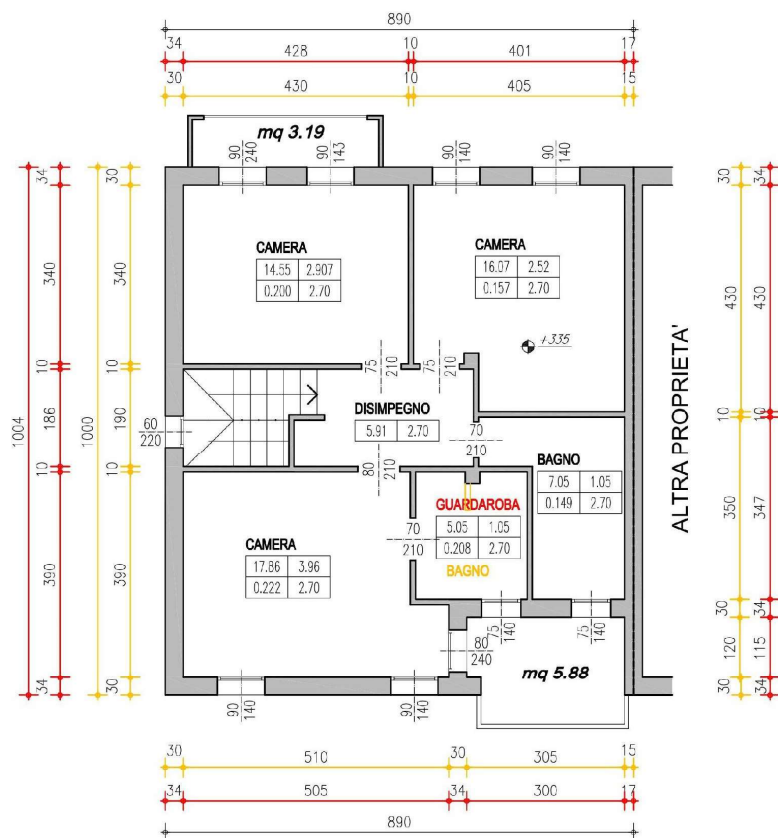 890
34 428 10 401 17
30 430 10 405 15
mq 3.19
90 240
90 143
90 140
90 140
CAMERA
14.55 2.907
0.200 2.70
CAMERA
16.07 2.52
0.157 2.70
+335
75 210
75 210
60 220
DISIMPEGNO
5.91 2.70
70 210
80 210
BAGNO
7.05 1.05
0.149 2.70
GUARDAROBA
5.05 1.05
0.208 2.70
BAGNO
70 210
CAMERA
17.86 3.96
0.222 2.70
80 240
75 140
75 140
mq 5.88
90 140
90 140
ALTRA PROPRIETA'
1004
34 340 10 186 10 390 34
1000
30 340 10 190 10 390 30
30 430 10 350 30 120 30
34 430 10 347 34 115 34
30 510 30 305 15
34 505 34 300 17
890